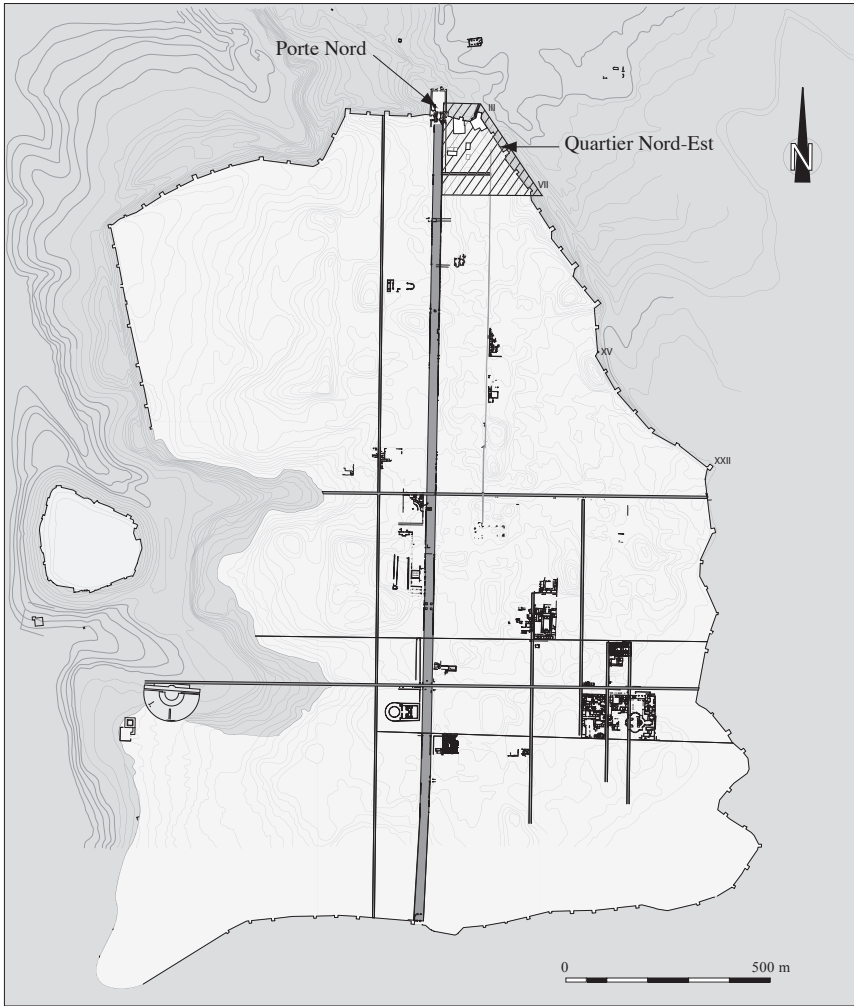 Porte Nord
III
Quartier Nord-Est
N
VII
XV
XXII
0 500 m